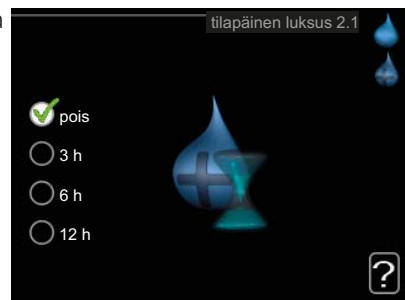 tilapäinen luksus 2.1
pois
3 h
6 h
12 h
?